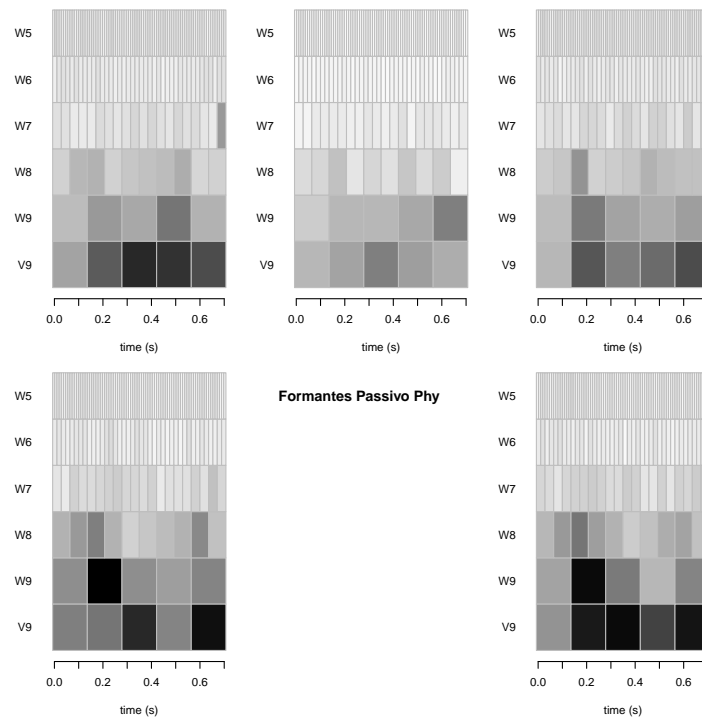 W5 W5 W5
W6 W6 W6
W7 W7 W7
W8 W8 W8
W9 W9 W9
V9 V9 V9
0.0 0.2 0.4 0.6 0.0 0.2 0.4 0.6 0.0 0.2 0.4 0.6
time (s) time (s) time (s)
Formantes Passivo Phy
W5 W5
W6 W6
W7 W7
W8 W8
W9 W9
V9 V9
0.0 0.2 0.4 0.6 0.0 0.2 0.4 0.6
time (s) time (s)